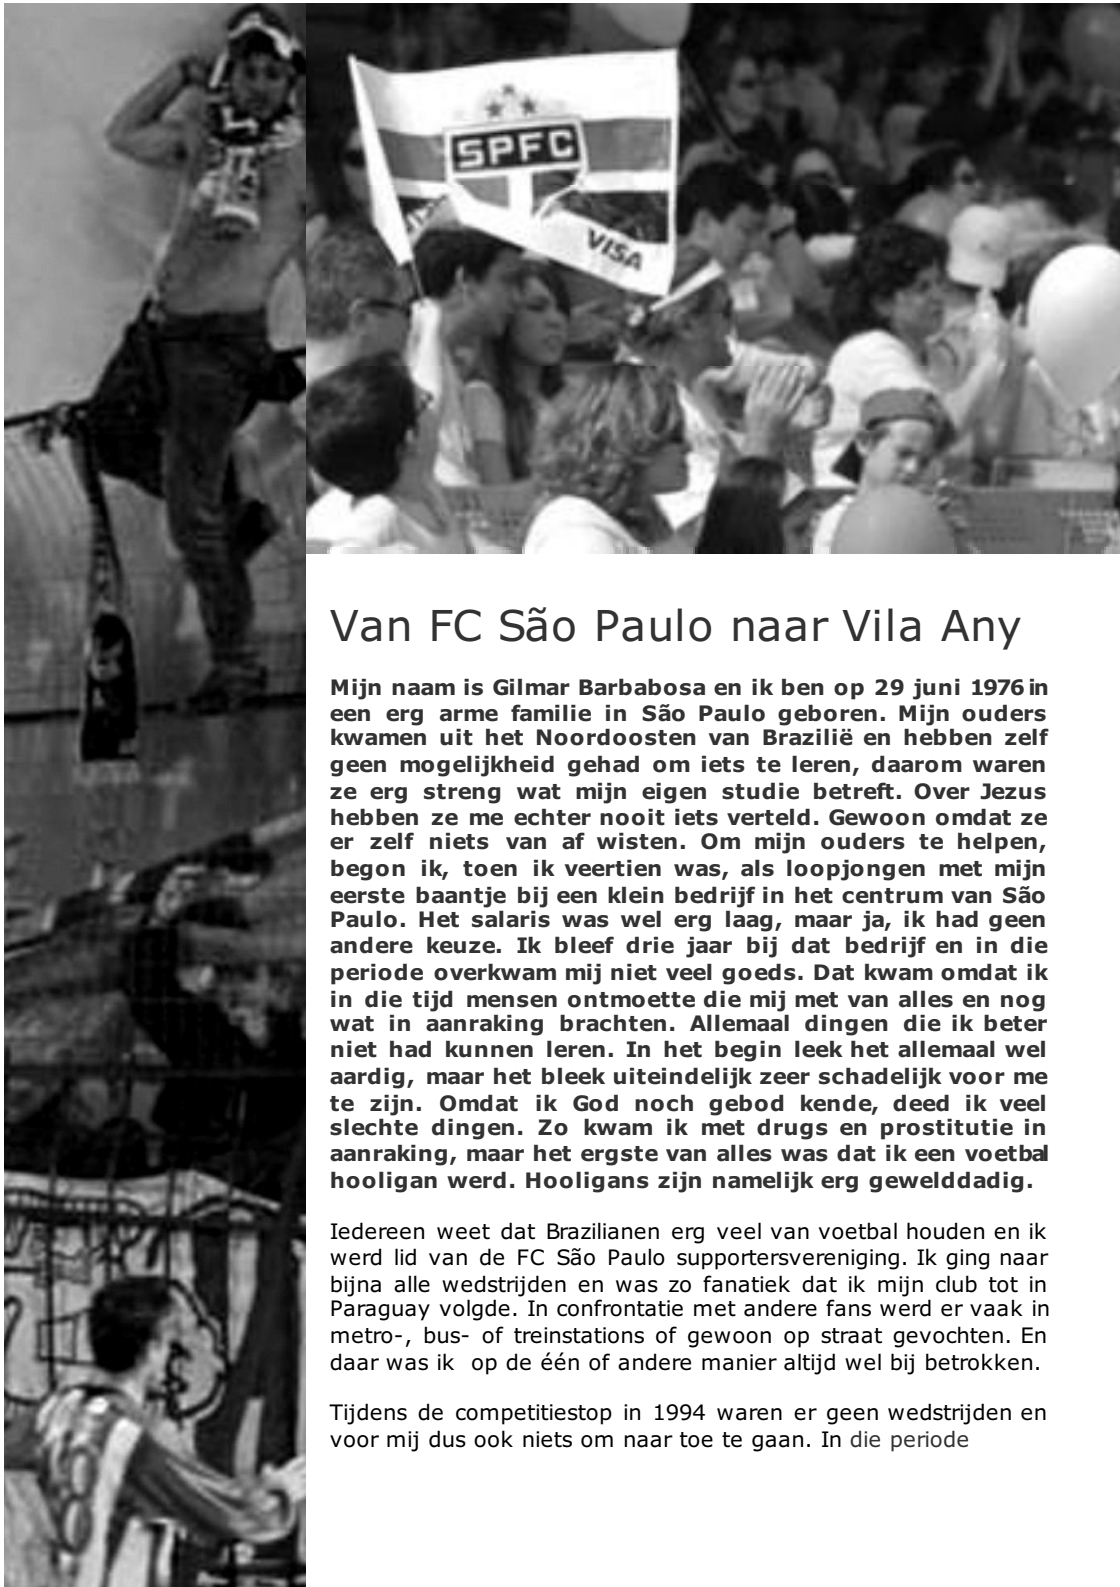 SPFC
VISA
Van FC São Paulo naar Vila Any
Mijn naam is Gilmar Barbabosa en ik ben op 29 juni 1976 in
een erg arme familie in São Paulo geboren. Mijn ouders
kwamen uit het Noordoosten van Brazilië en hebben zelf
geen mogelijkheid gehad om iets te leren, daarom waren
ze erg streng wat mijn eigen studie betreft. Over Jezus
hebben ze me echter nooit iets verteld. Gewoon omdat ze
er zelf niets van af wisten. Om mijn ouders te helpen,
begon ik, toen ik veertien was, als loopjongen met mijn
eerste baantje bij een klein bedrijf in het centrum van São
Paulo. Het salaris was wel erg laag, maar ja, ik had geen
andere keuze. Ik bleef drie jaar bij dat bedrijf en in die
periode overkwam mij niet veel goeds. Dat kwam omdat ik
in die tijd mensen ontmoette die mij met van alles en nog
wat in aanraking brachten. Allemaal dingen die ik beter
niet had kunnen leren. In het begin leek het allemaal wel
aardig, maar het bleek uiteindelijk zeer schadelijk voor me
te zijn. Omdat ik God noch gebod kende, deed ik veel
slechte dingen. Zo kwam ik met drugs en prostitutie in
aanraking, maar het ergste van alles was dat ik een voetbal
hooligan werd. Hooligans zijn namelijk erg gewelddadig.
Iedereen weet dat Brazilianen erg veel van voetbal houden en ik
werd lid van de FC São Paulo supportersvereniging. Ik ging naar
bijna alle wedstrijden en was zo fanatiek dat ik mijn club tot in
Paraguay volgde. In confrontatie met andere fans werd er vaak in
metro-, bus- of treinstations of gewoon op straat gevochten. En
daar was ik op de één of andere manier altijd wel bij betrokken.
Tijdens de competitiestop in 1994 waren er geen wedstrijden en
voor mij dus ook niets om naar toe te gaan. In die periode